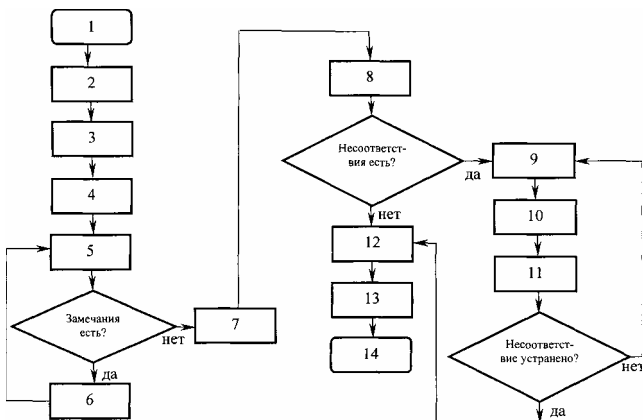 1
2
3
4
5
Замечания
есть?
нет
да
6
7
8
Несоответст-
вия есть?
да
нет
9
10
11
Несоответст-
вие устранено?
нет
да
12
13
14